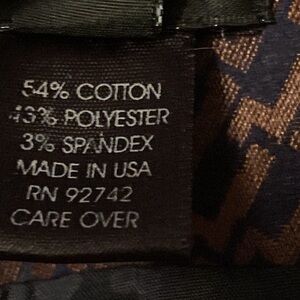 54% COTTON
43% POLYESTER
3% SPANDEX
MADE IN USA
RN 92742
CARE OVER